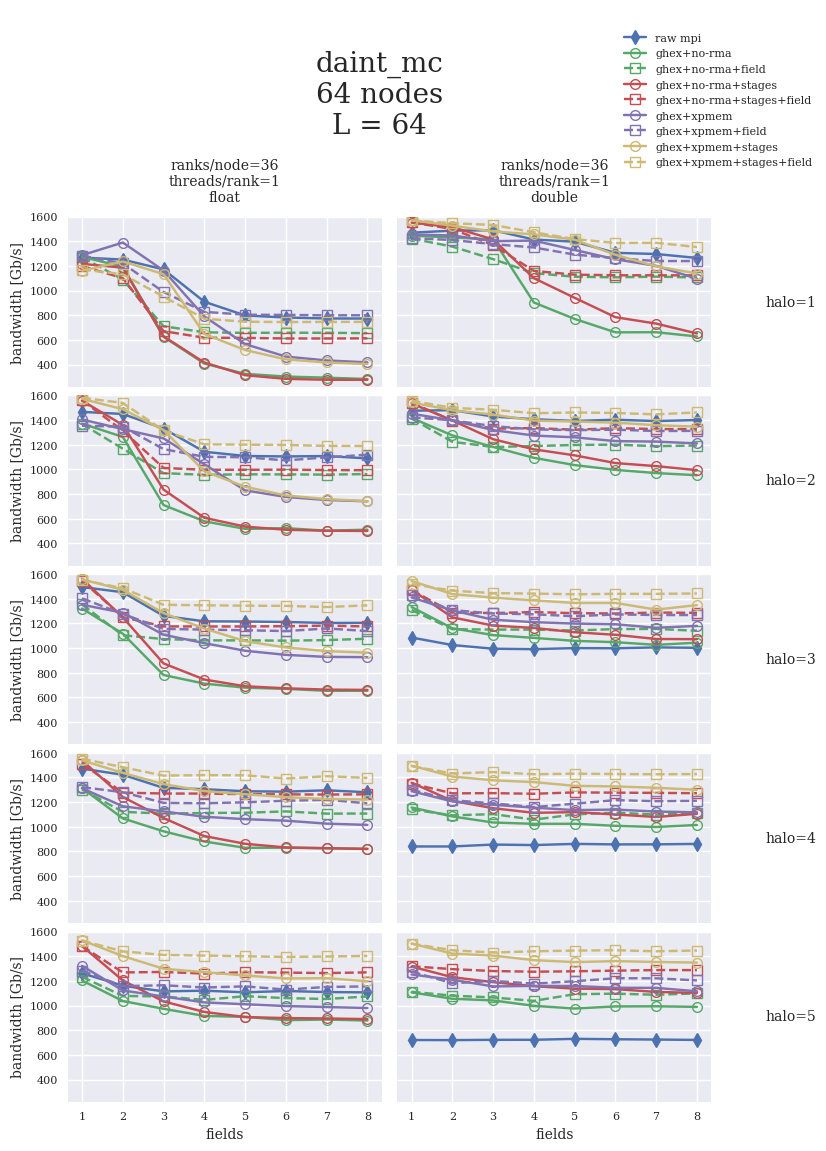 daint_mc
64 nodes
L = 64
raw mpi
ghex+no-rma
ghex+no-rma+field
ghex+no-rma+stages
ghex+no-rma+stages+field
ghex+xpmem
ghex+xpmem+field
ghex+xpmem+stages
ghex+xpmem+stages+field
ranks/node=36
threads/rank=1
float
ranks/node=36
threads/rank=1
double
bandwidth [Gb/s]
1600
1400
1200
1000
800
600
400
halo=1
bandwidth [Gb/s]
1600
1400
1200
1000
800
600
400
halo=2
bandwidth [Gb/s]
1600
1400
1200
1000
800
600
400
halo=3
bandwidth [Gb/s]
1600
1400
1200
1000
800
600
400
halo=4
bandwidth [Gb/s]
1600
1400
1200
1000
800
600
400
halo=5
1 2 3 4 5 6 7 8
fields
1 2 3 4 5 6 7 8
fields